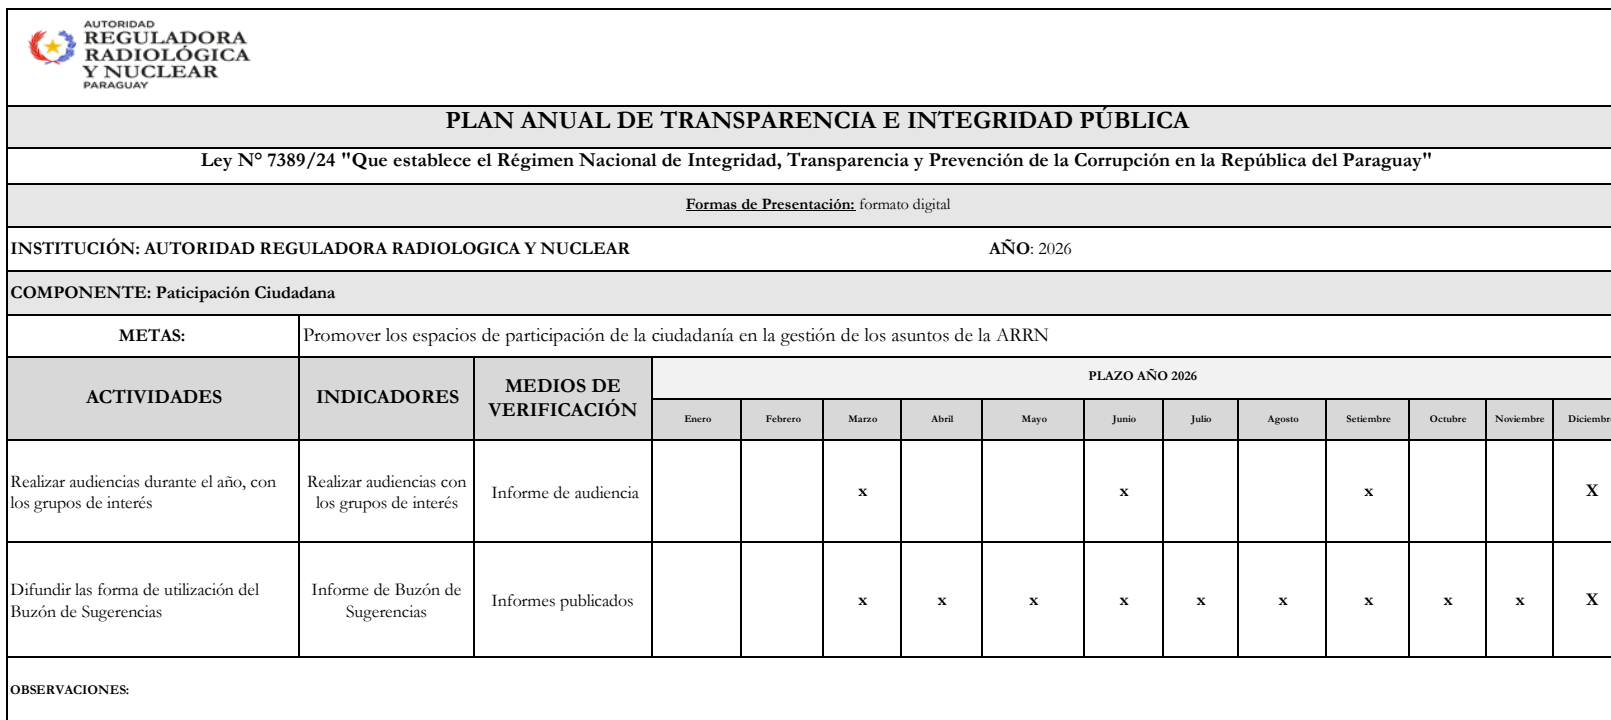 AUTORIDAD
REGULADORA
RADIOLÓGICA
Y NUCLEAR
PARAGUAY
PLAN ANUAL DE TRANSPARENCIA E INTEGRIDAD PÚBLICA
Ley N° 7389/24 "Que establece el Régimen Nacional de Integridad, Transparencia y Prevención de la Corrupción en la República del Paraguay"
Formas de Presentación: formato digital
INSTITUCIÓN: AUTORIDAD REGULADORA RADIOLOGICA Y NUCLEAR AÑO: 2026
COMPONENTE: Paticipación Ciudadana
METAS: Promover los espacios de participación de la ciudadanía en la gestión de los asuntos de la ARRN
ACTIVIDADES
INDICADORES
MEDIOS DE
VERIFICACIÓN
PLAZO AÑO 2026
Enero Febrero Marzo Abril Mayo Junio Julio Agosto Setiembre Octubre Noviembre Diciembre
Realizar audiencias durante el año, con
los grupos de interés
Realizar audiencias con
los grupos de interés
Informe de audiencia
x x x X
Difundir las forma de utilización del
Buzón de Sugerencias
Informe de Buzón de
Sugerencias
Informes publicados
x x x x x x x x x X
OBSERVACIONES: